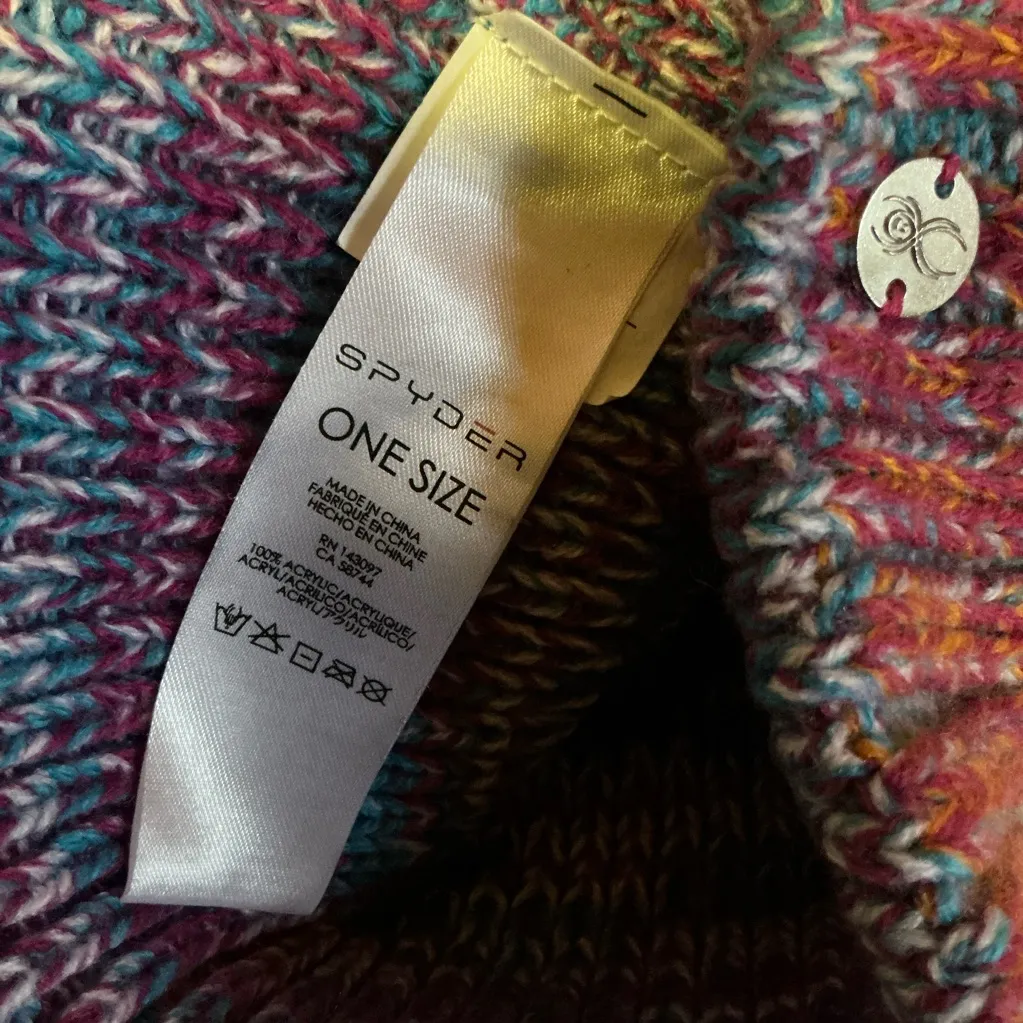 SPYDER
ONE SIZE
MADE IN CHINA
FABRIQUE EN CHINE
HECHO EN CHINA
RN 143097
CA 58744
100% ACRYLIC/ACRYLIQUE/
ACRYL/ACRILICO/ACRÍLICO/
ACRYL/アクリル